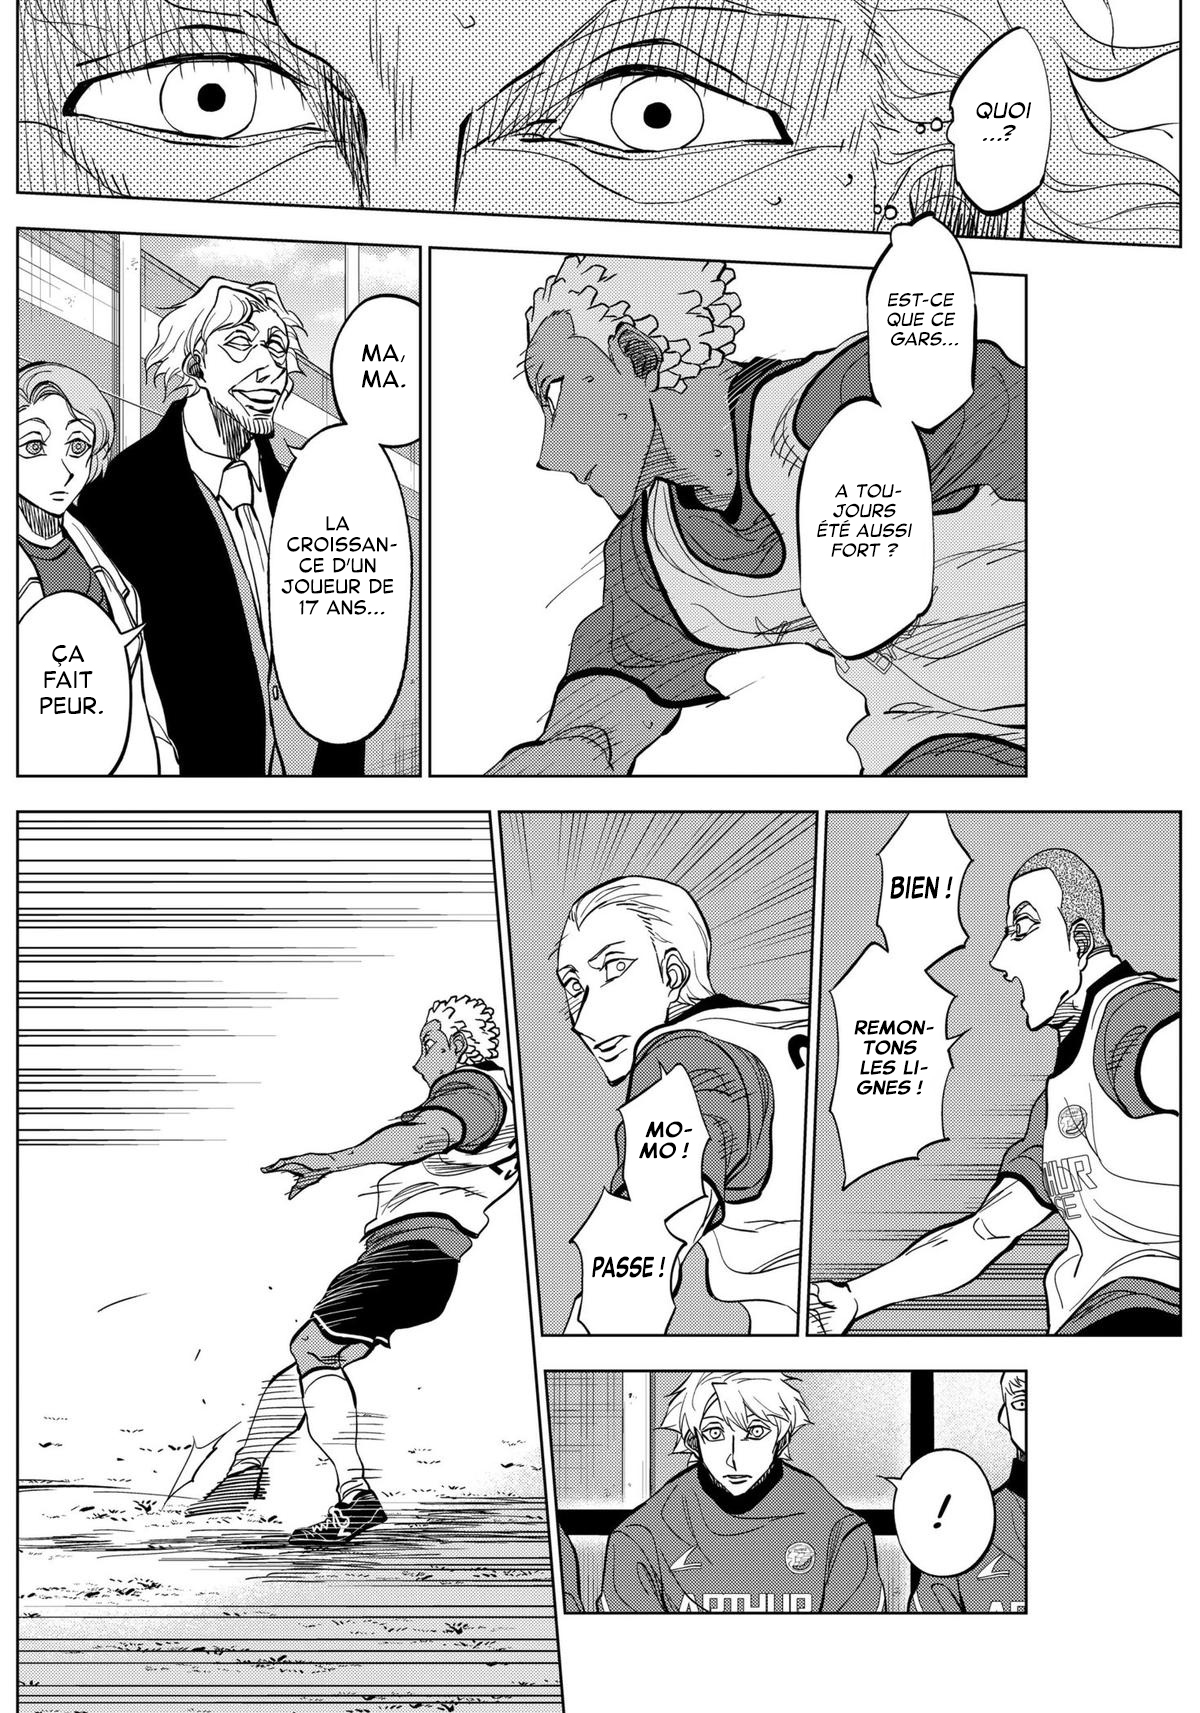 QUOI
...?
EST-CE
QUE CE
GARS...
A TOU-
JOURS
ÉTÉ AUSSI
FORT ?
MA,
MA.
LA
CROISSAN-
CE D'UN
JOUEUR DE
17 ANS...
ÇA
FAIT
PEUR.
BIEN !
REMON-
TONS
LES LI-
GNES !
MO-
MO !
PASSE !
!
ARTHUR